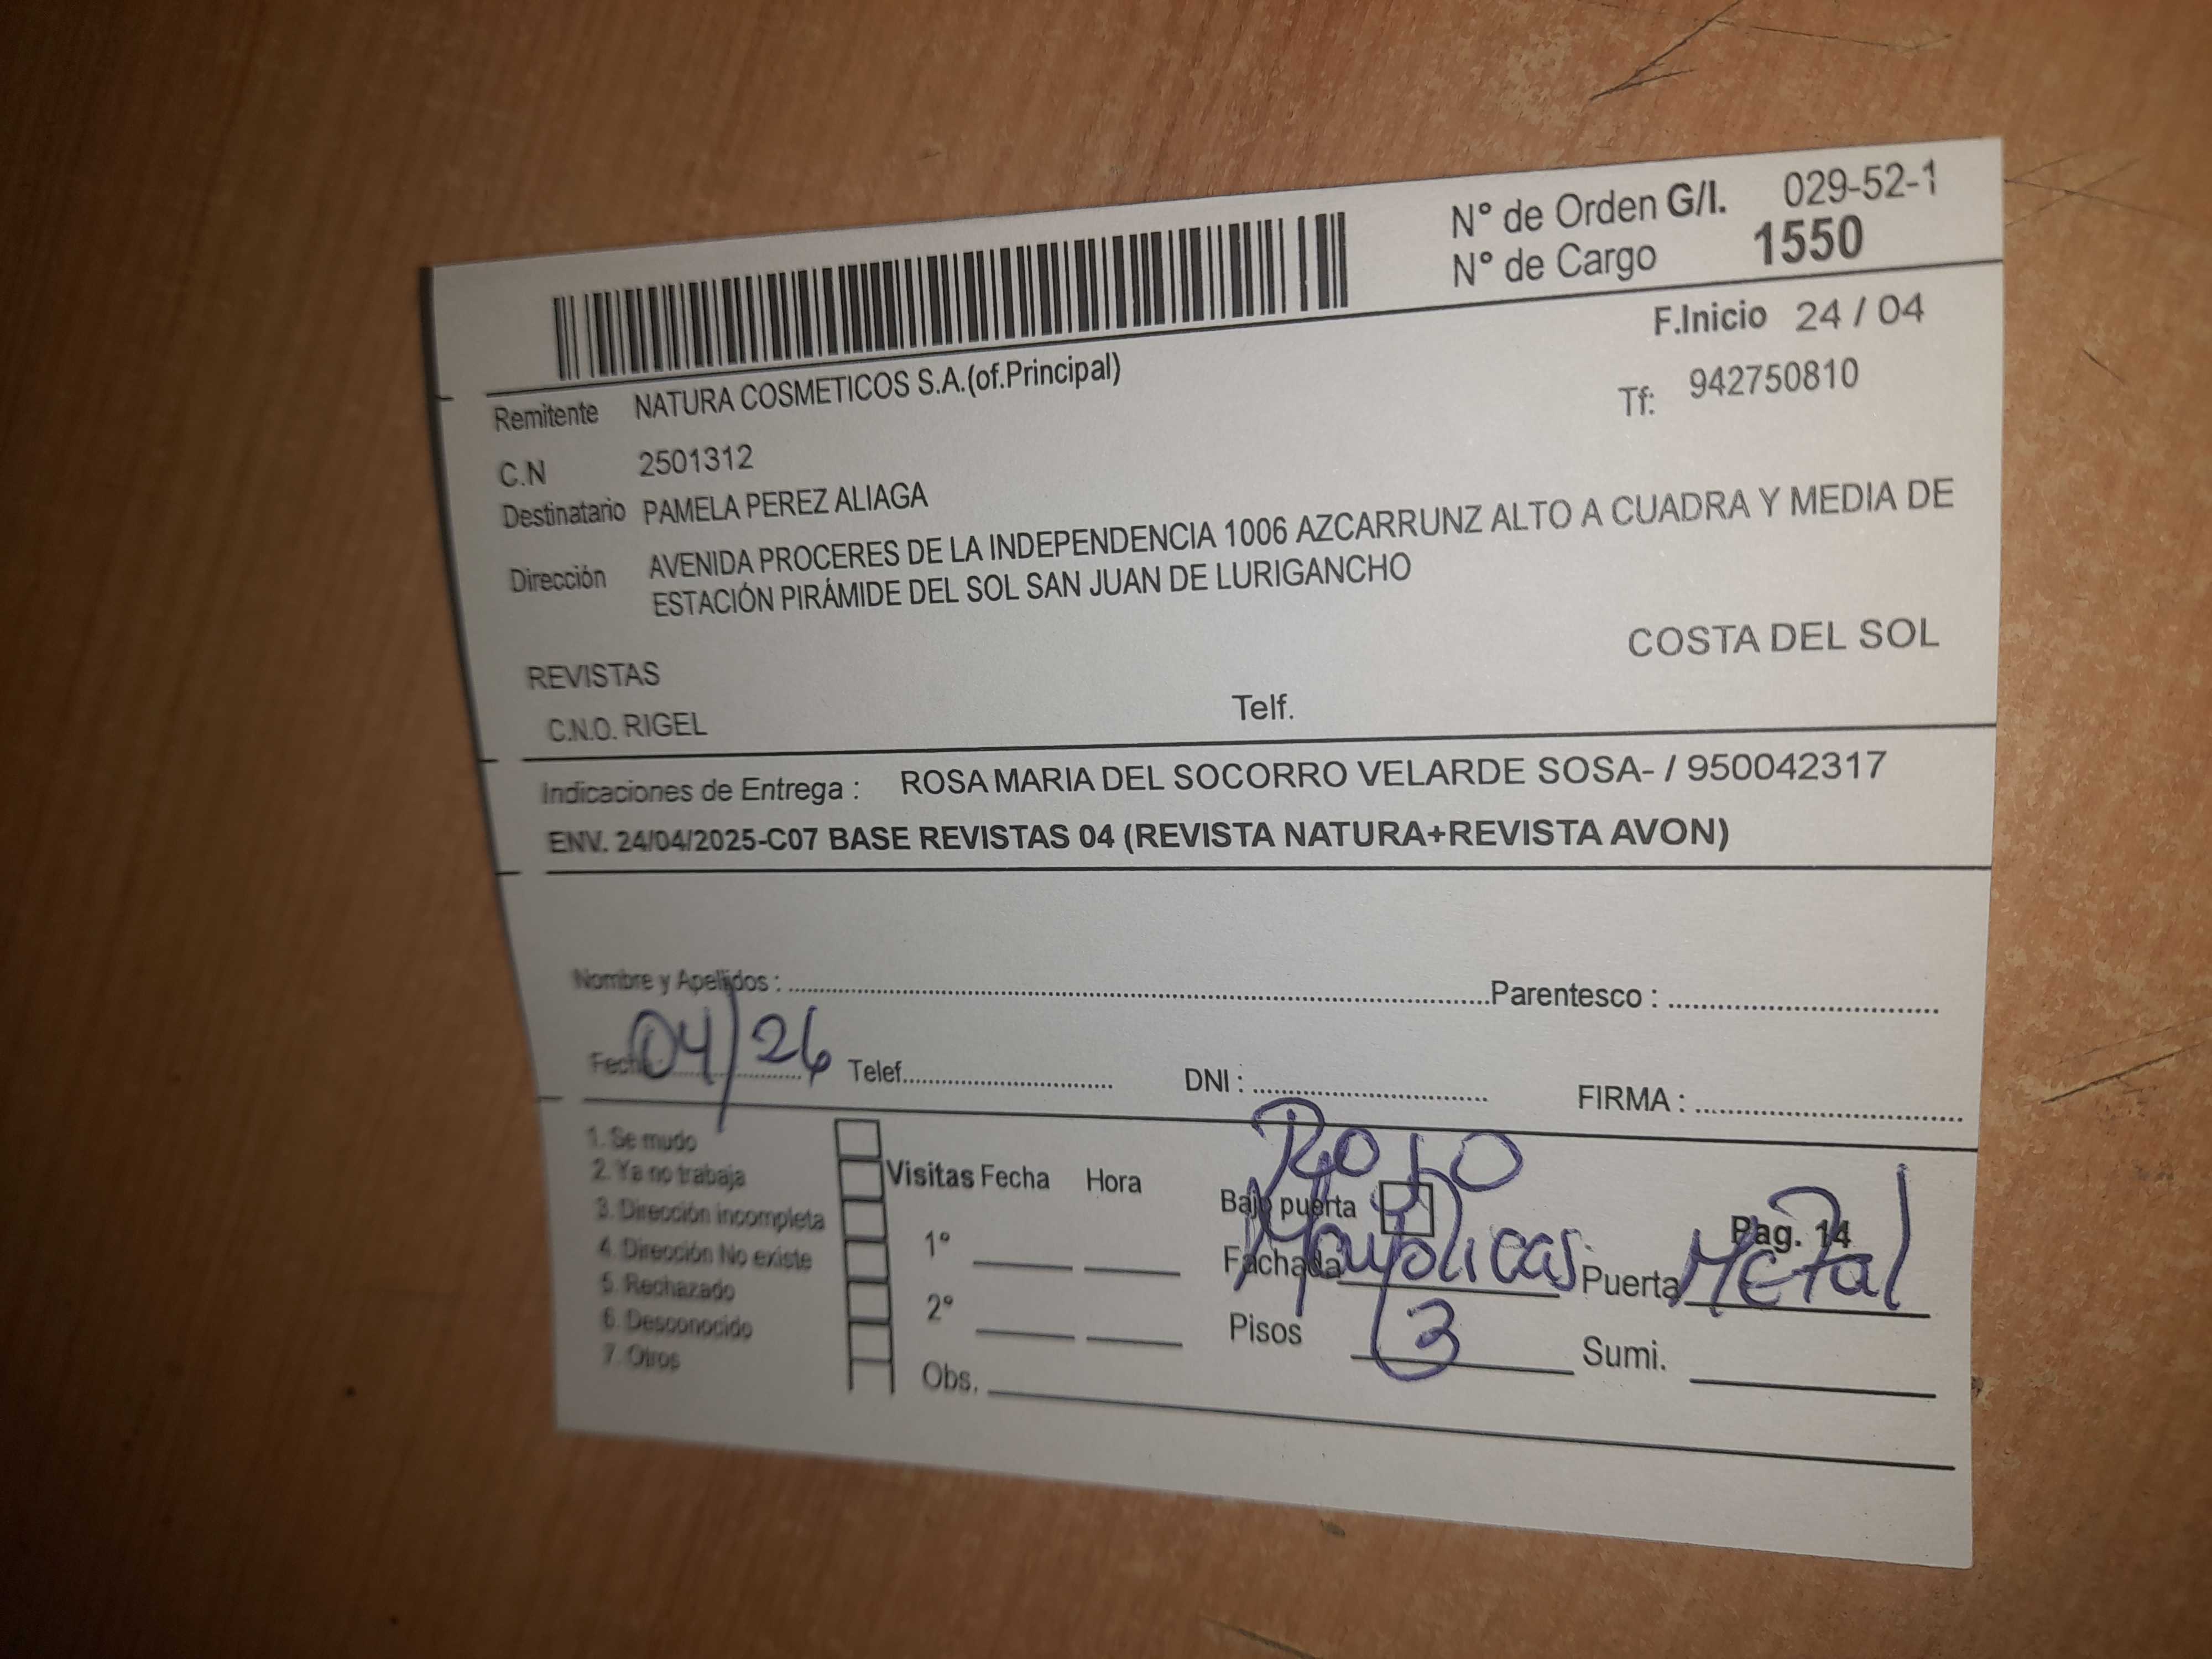 N° de Orden G/I. 029-52-1
N° de Cargo 1550
F.Inicio 24 / 04
Remitente NATURA COSMETICOS S.A.(of.Principal)
Tf: 942750810
C.N 2501312
Destinatario PAMELA PEREZ ALIAGA
Dirección AVENIDA PROCERES DE LA INDEPENDENCIA 1006 AZCARRUNZ ALTO A CUADRA Y MEDIA DE
ESTACIÓN PIRÁMIDE DEL SOL SAN JUAN DE LURIGANCHO
COSTA DEL SOL
REVISTAS
C.N.O. RIGEL Telf.
Indicaciones de Entrega : ROSA MARIA DEL SOCORRO VELARDE SOSA- / 950042317
ENV. 24/04/2025-C07 BASE REVISTAS 04 (REVISTA NATURA+REVISTA AVON)
Nombre y Apellidos : Parentesco :
Fecha 04/26 Telef. DNI : FIRMA :
1. Se mudo
2. Ya no trabaja
3. Dirección incompleta
4. Dirección No existe
5. Rechazado
6. Desconocido
7. Otros
Visitas Fecha Hora
1°
2°
Obs.
Rojo
Bajo puerta
Pag. 14
Fachada Mayolicas Puerta Metal
Pisos 3 Sumi.